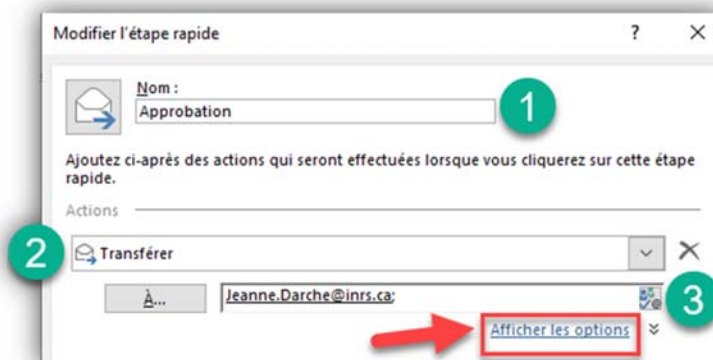 Modifier l'étape rapide ? X
Nom :
Approbation
1
Ajoutez ci-après des actions qui seront effectuées lorsque vous cliquerez sur cette étape
rapide.
Actions
2
Transférer
À...
Jeanne.Darche@inrs.ca;
3
Afficher les options